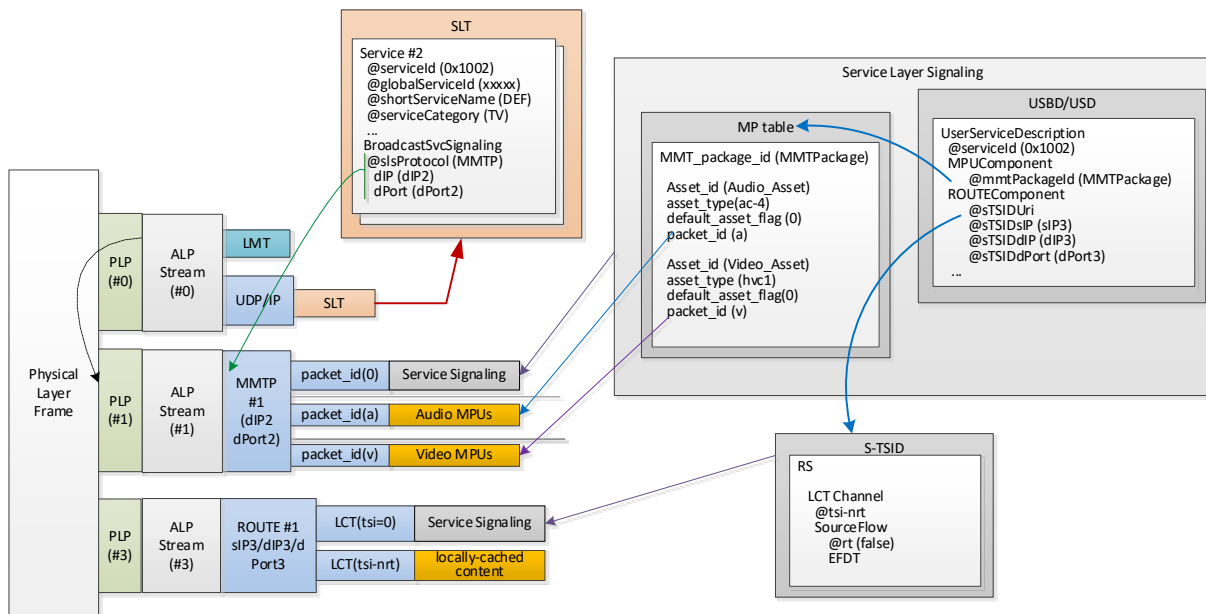 SLT
Service #2
@serviceId (0x1002)
@globalServiceId (xxxxx)
@shortServiceName (DEF)
@serviceCategory (TV)
...
BroadcastSvcSignaling
@slsProtocol (MMTP)
dIP (dIP2)
dPort (dPort2)
Service Layer Signaling
MP table
MMT_package_id (MMTPackage)
Asset_id (Audio_Asset)
asset_type(ac-4)
default_asset_flag (0)
packet_id (a)
Asset_id (Video_Asset)
asset_type (hvc1)
default_asset_flag(0)
packet_id (v)
USBD/USD
UserServiceDescription
@serviceId (0x1002)
MPUComponent
@mmtPackageId (MMTPackage)
ROUTEComponent
@sTSIDUri
@sTSIDsIP (sIP3)
@sTSIDdIP (dIP3)
@sTSIDdPort (dPort3)
...
Physical
Layer
Frame
PLP
(#0)
ALP
Stream
(#0)
LMT
UDP/IP
SLT
PLP
(#1)
ALP
Stream
(#1)
MMTP
#1
(dIP2
dPort2)
packet_id(0)
Service Signaling
packet_id(a)
Audio MPUs
packet_id(v)
Video MPUs
PLP
(#3)
ALP
Stream
(#3)
ROUTE #1
sIP3/dIP3/d
Port3
LCT(tsi=0)
Service Signaling
LCT(tsi-nrt)
locally-cached
content
S-TSID
RS
LCT Channel
@tsi-nrt
SourceFlow
@rt (false)
EFDT